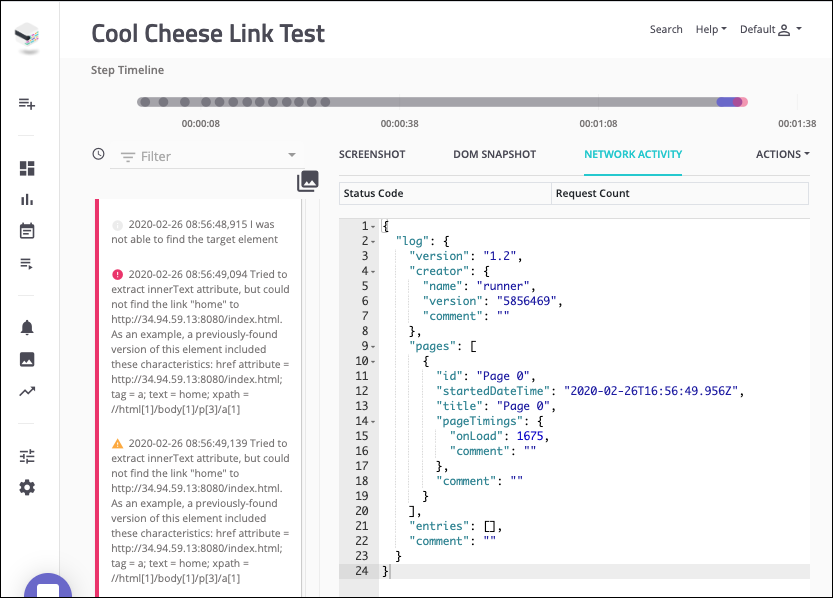 Cool Cheese Link Test
Search Help Default
Step Timeline
00:00:08 00:00:38 00:01:08 00:01:38
Filter
SCREENSHOT DOM SNAPSHOT NETWORK ACTIVITY ACTIONS
Status Code Request Count
2020-02-26 08:56:48,915 I was
not able to find the target element
2020-02-26 08:56:49,094 Tried to
extract innerText attribute, but could
not find the link "home" to
http://34.94.59.13:8080/index.html.
As an example, a previously-found
version of this element included
these characteristics: href attribute =
http://34.94.59.13:8080/index.html;
tag = a; text = home; xpath =
//html[1]/body[1]/p[3]/a[1]
2020-02-26 08:56:49,139 Tried to
extract innerText attribute, but could
not find the link "home" to
http://34.94.59.13:8080/index.html.
As an example, a previously-found
version of this element included
these characteristics: href attribute =
http://34.94.59.13:8080/index.html;
tag = a; text = home; xpath =
//html[1]/body[1]/p[3]/a[1]
1 {
2 "log": {
3 "version": "1.2",
4 "creator": {
5 "name": "runner",
6 "version": "5856469",
7 "comment": ""
8 },
9 "pages": [
10 {
11 "id": "Page 0",
12 "startedDateTime": "2020-02-26T16:56:49.956Z",
13 "title": "Page 0",
14 "pageTimings": {
15 "onLoad": 1675,
16 "comment": ""
17 },
18 "comment": ""
19 }
20 ],
21 "entries": [],
22 "comment": ""
23 }
24 }